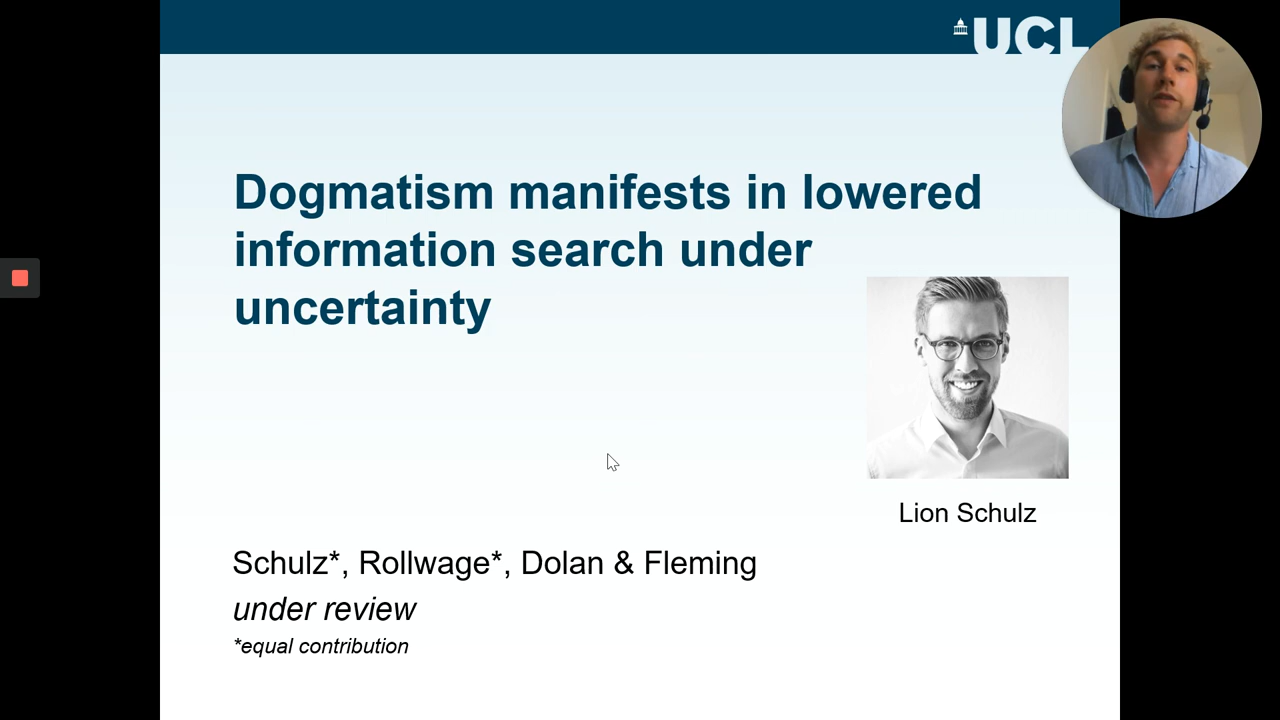 UCL
Dogmatism manifests in lowered
information search under
uncertainty
Lion Schulz
Schulz*, Rollwage*, Dolan & Fleming
under review
*equal contribution